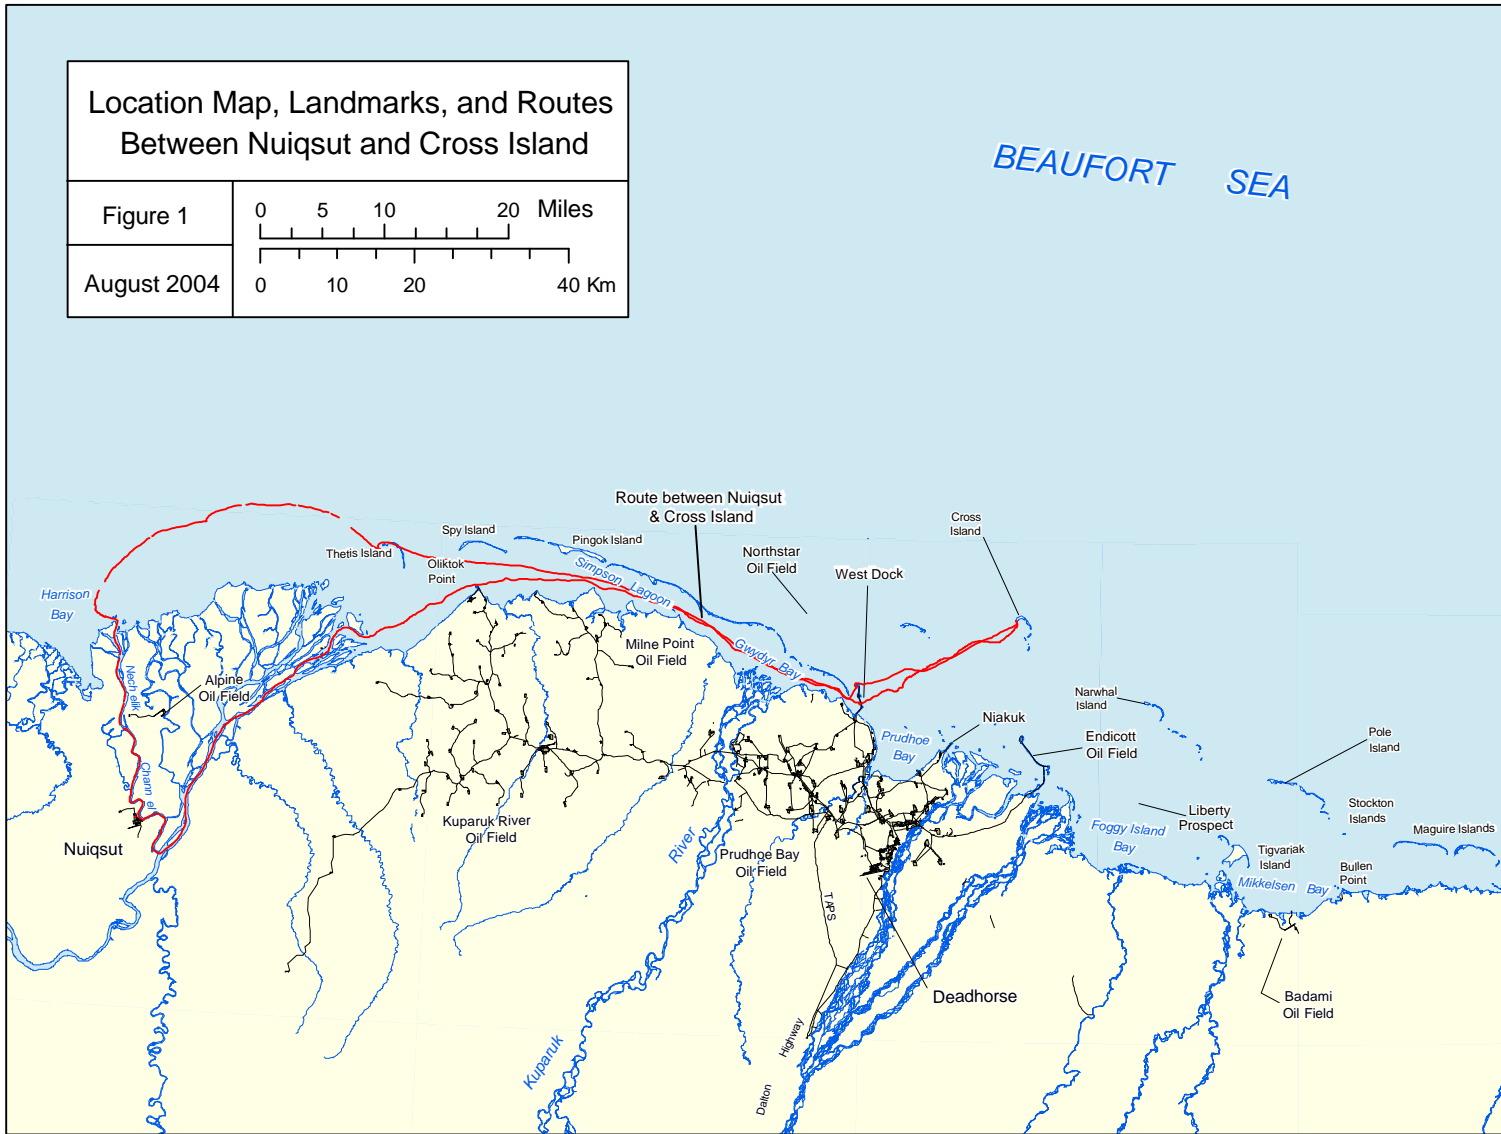 Location Map, Landmarks, and Routes
Between Nuiqsut and Cross Island
Figure 1
August 2004
0 5 10 20 Miles
0 10 20 40 Km
BEAUFORT SEA
Route between Nuiqsut
& Cross Island
Cross
Island
Spy Island
Pingok Island
Thetis Island
Oliktok
Point
Simpson Lagoon
Northstar
Oil Field
West Dock
Harrison
Bay
Milne Point
Oil Field
Gwydyr Bay
Nech elik
Chann el
Alpine
Oil Field
Narwhal
Island
Niakuk
Prudhoe
Bay
Endicott
Oil Field
Pole
Island
Liberty
Prospect
Stockton
Islands
Maguire Islands
Foggy Island
Bay
Tigvariak
Island
Bullen
Point
Mikkelsen Bay
Nuiqsut
Kuparuk River
Oil Field
River
Prudhoe Bay
Oil Field
TAPS
Deadhorse
Badami
Oil Field
Kuparuk
Highway
Dalton